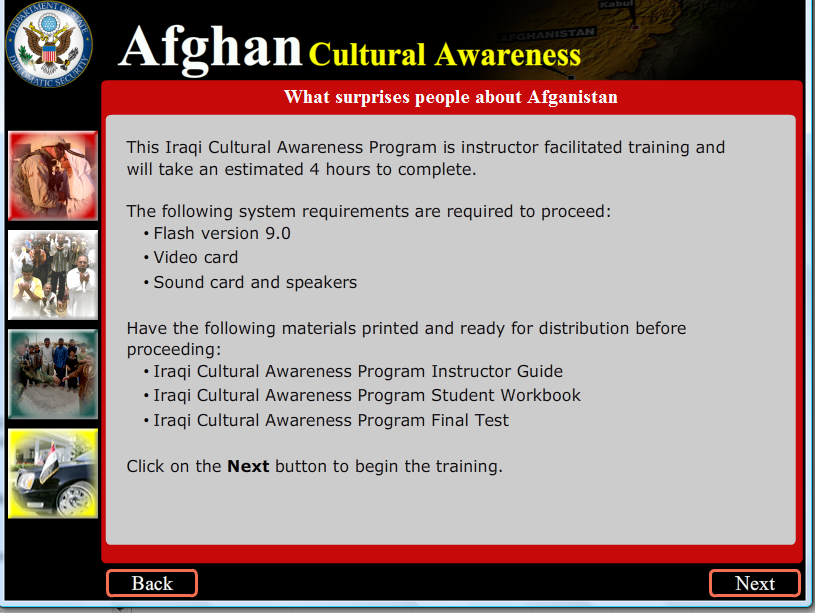 DEPARTMENT OF STATE
DIPLOMATIC SECURITY
Kabul
AFGHANISTAN
Afghan Cultural Awareness
What surprises people about Afganistan
This Iraqi Cultural Awareness Program is instructor facilitated training and
will take an estimated 4 hours to complete.
The following system requirements are required to proceed:
• Flash version 9.0
• Video card
• Sound card and speakers
Have the following materials printed and ready for distribution before
proceeding:
• Iraqi Cultural Awareness Program Instructor Guide
• Iraqi Cultural Awareness Program Student Workbook
• Iraqi Cultural Awareness Program Final Test
Click on the Next button to begin the training.
Back
Next